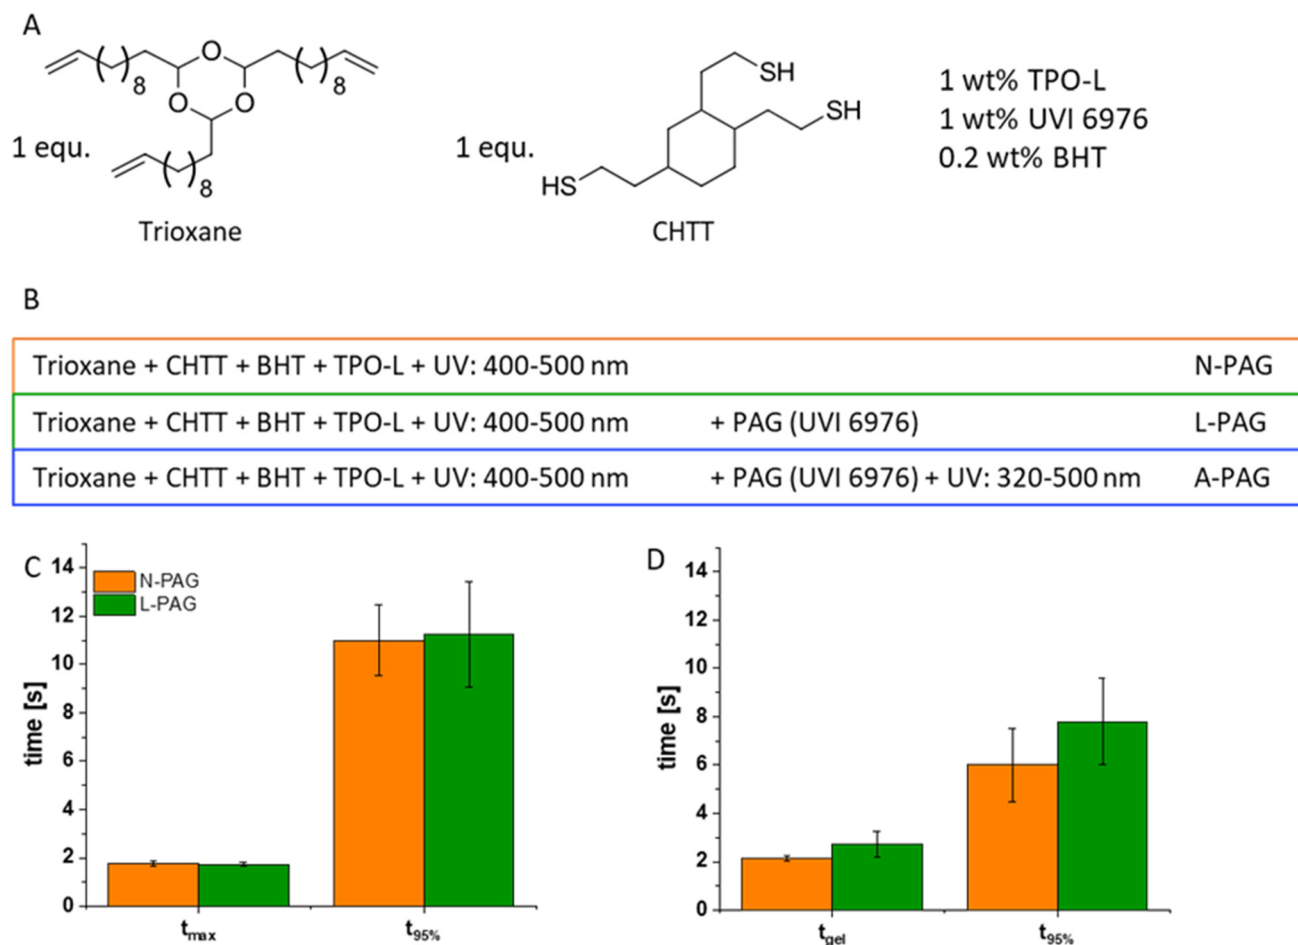 A
O
O O
( )8 ( )8
( )8
1 equ.
Trioxane
1 equ.
SH
SH
HS
CHTT
1 wt% TPO-L
1 wt% UVI 6976
0.2 wt% BHT
B
Trioxane + CHTT + BHT + TPO-L + UV: 400-500 nm N-PAG
Trioxane + CHTT + BHT + TPO-L + UV: 400-500 nm + PAG (UVI 6976) L-PAG
Trioxane + CHTT + BHT + TPO-L + UV: 400-500 nm + PAG (UVI 6976) + UV: 320-500 nm A-PAG
C
N-PAG
L-PAG
time [s]
14
12
10
8
6
4
2
0
tmax t95%
D
time [s]
14
12
10
8
6
4
2
0
tgel t95%